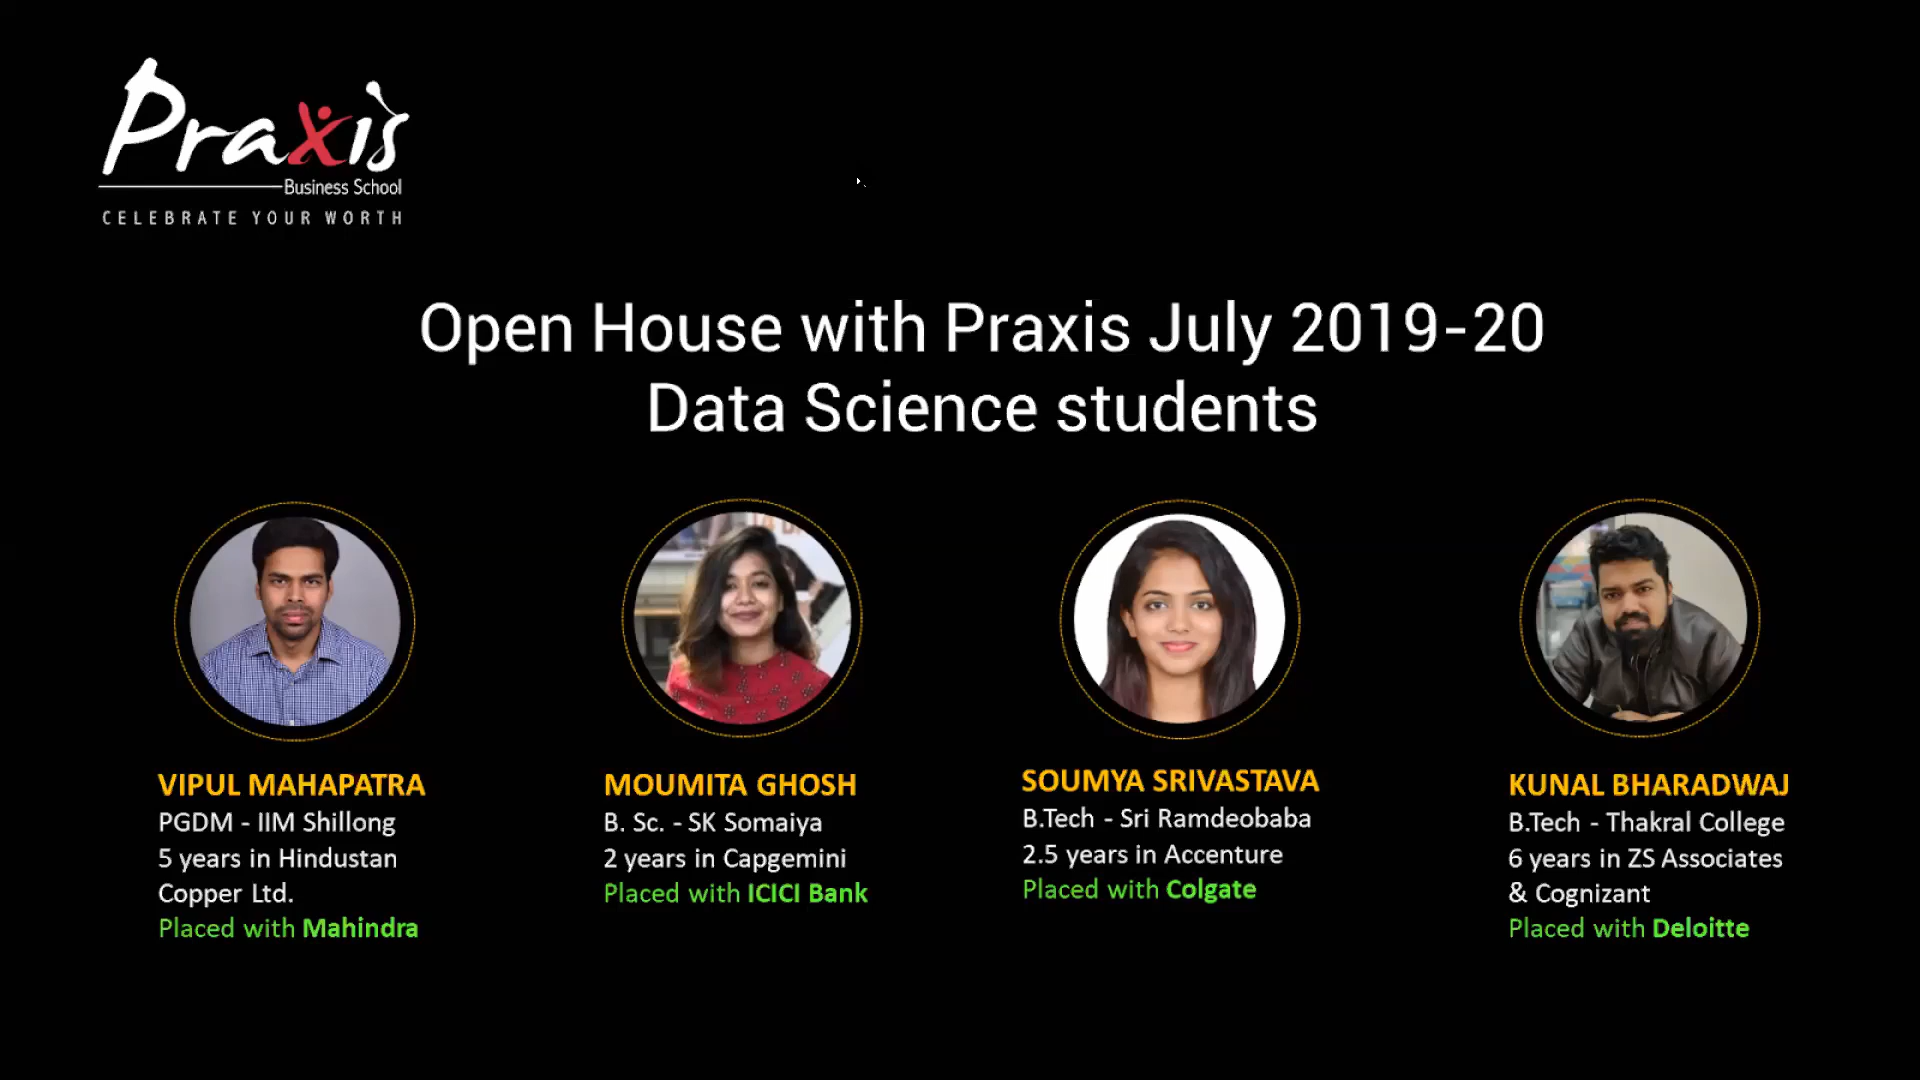 Praxis
Business School
CELEBRATE YOUR WORTH
Open House with Praxis July 2019-20
Data Science students
VIPUL MAHAPATRA
PGDM - IIM Shillong
5 years in Hindustan
Copper Ltd.
Placed with Mahindra
MOUMITA GHOSH
B. Sc. - SK Somaiya
2 years in Capgemini
Placed with ICICI Bank
SOUMYA SRIVASTAVA
B.Tech - Sri Ramdeobaba
2.5 years in Accenture
Placed with Colgate
KUNAL BHARADWAJ
B.Tech - Thakral College
6 years in ZS Associates
& Cognizant
Placed with Deloitte